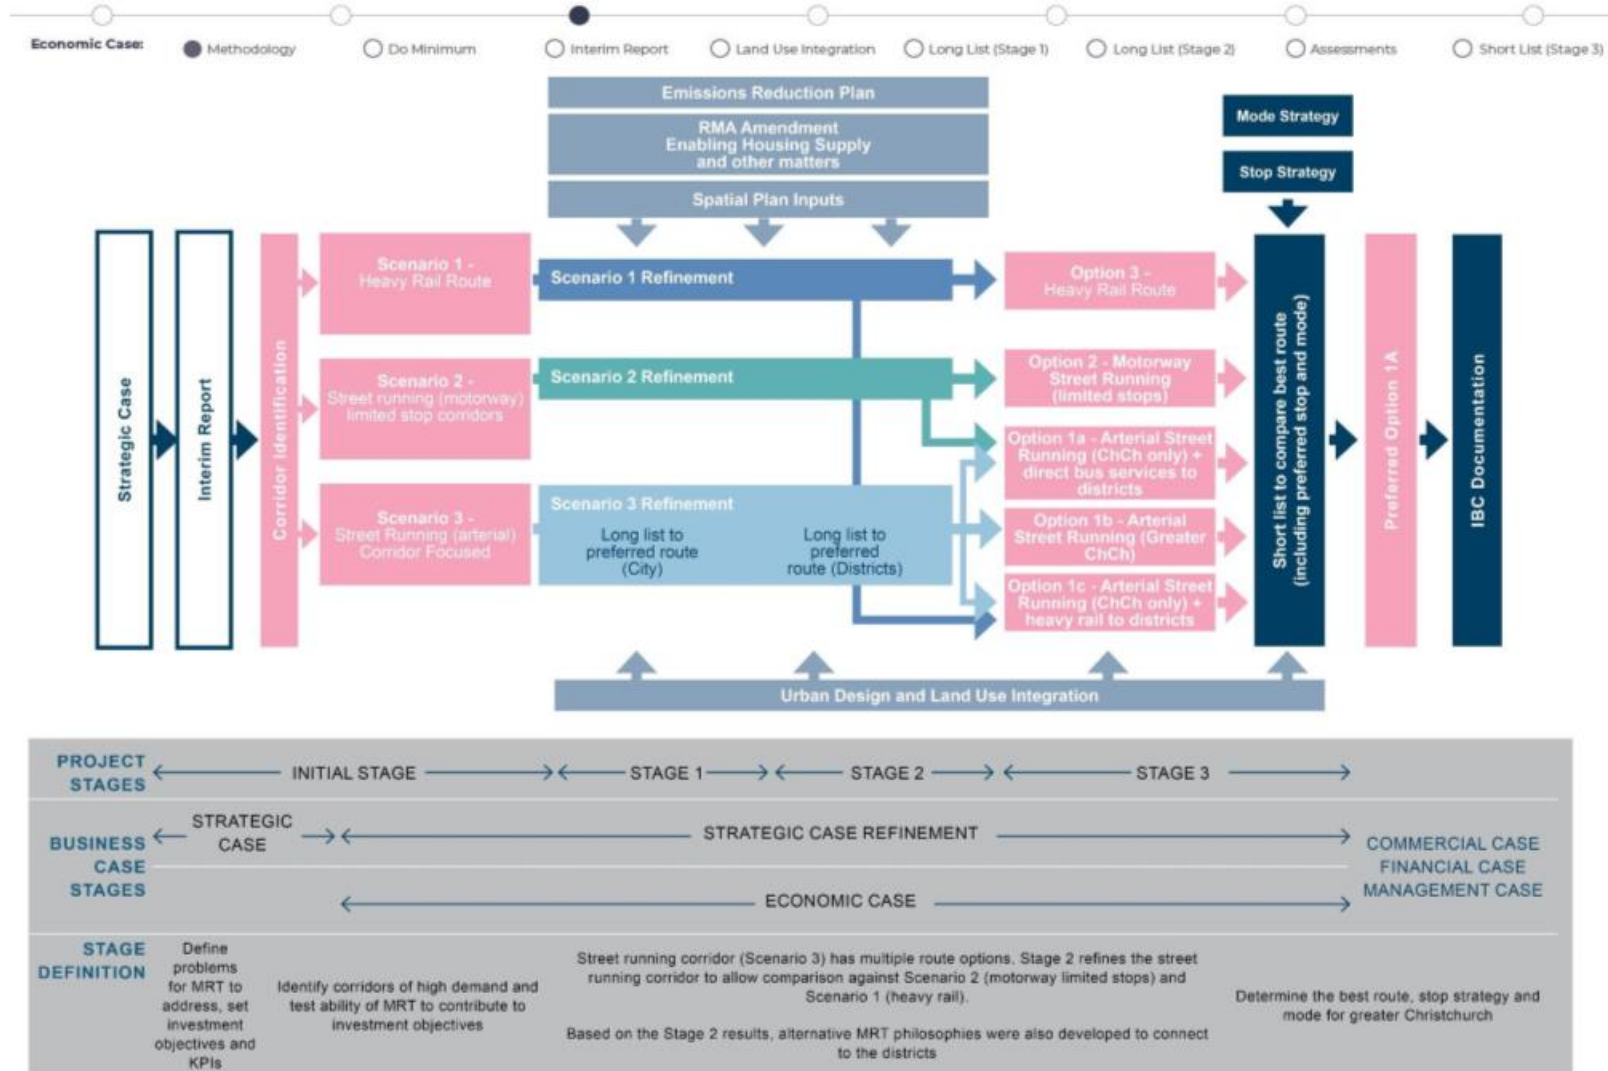 Economic Case:
Methodology
Do Minimum
Interim Report
Land Use Integration
Long List (Stage 1)
Long List (Stage 2)
Assessments
Short List (Stage 3)
Emissions Reduction Plan
RMA Amendment
Enabling Housing Supply
and other matters
Spatial Plan Inputs
Mode Strategy
Stop Strategy
Strategic Case
Interim Report
Corridor Identification
Scenario 1 -
Heavy Rail Route
Scenario 2 -
Street running (motorway)
limited stop corridors
Scenario 3 -
Street Running (arterial)
Corridor Focused
Scenario 1 Refinement
Scenario 2 Refinement
Scenario 3 Refinement
Long list to
preferred route
(City)
Long list to
preferred
route (Districts)
Option 3 -
Heavy Rail Route
Option 2 - Motorway
Street Running
(limited stops)
Option 1a - Arterial Street
Running (ChCh only) +
direct bus services to
districts
Option 1b - Arterial
Street Running (Greater
ChCh)
Option 1c - Arterial Street
Running (ChCh only) +
heavy rail to districts
Short list to compare best route
(including preferred stop and mode)
Preferred Option 1A
IBC Documentation
Urban Design and Land Use Integration
PROJECT
STAGES
INITIAL STAGE
STAGE 1
STAGE 2
STAGE 3
BUSINESS
CASE
STAGES
STRATEGIC
CASE
STRATEGIC CASE REFINEMENT
ECONOMIC CASE
COMMERCIAL CASE
FINANCIAL CASE
MANAGEMENT CASE
STAGE
DEFINITION
Define
problems
for MRT to
address, set
investment
objectives and
KPIs
Identify corridors of high demand and
test ability of MRT to contribute to
investment objectives
Street running corridor (Scenario 3) has multiple route options. Stage 2 refines the street
running corridor to allow comparison against Scenario 2 (motorway limited stops) and
Scenario 1 (heavy rail).
Based on the Stage 2 results, alternative MRT philosophies were also developed to connect
to the districts
Determine the best route, stop strategy and
mode for greater Christchurch